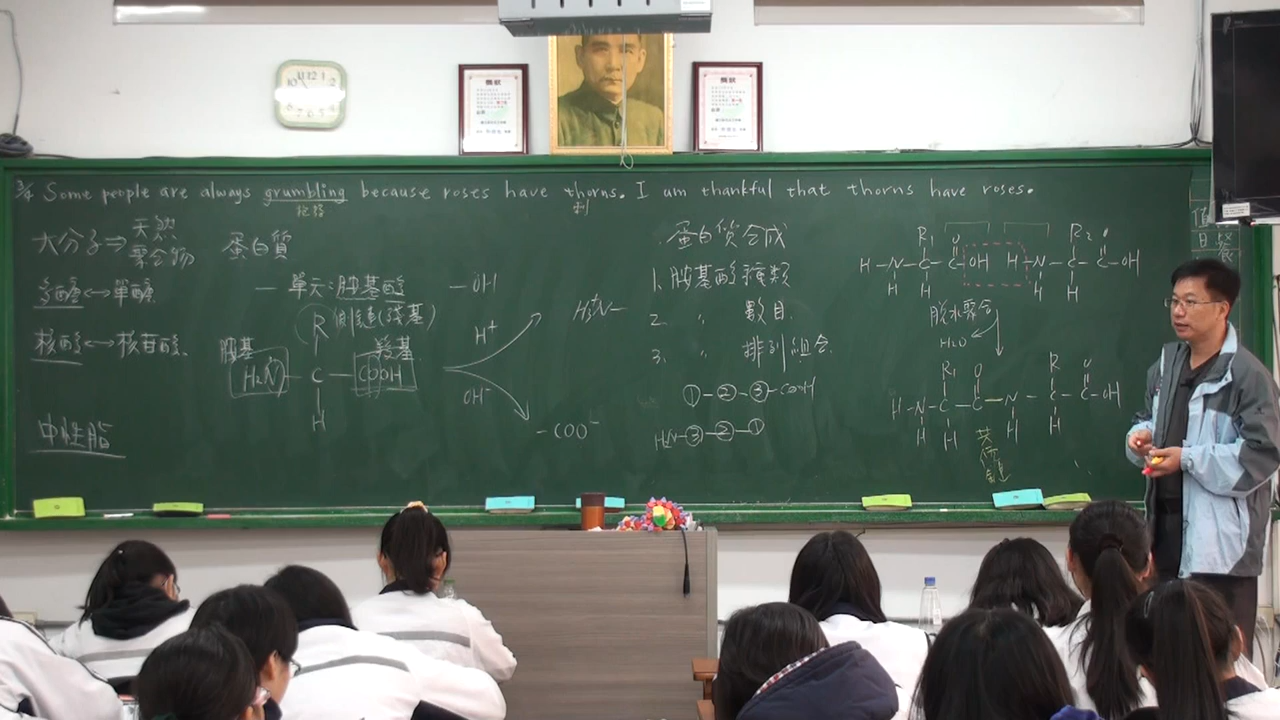 3/4 Some people are always grumbling because roses have thorns. I am thankful that thorns have roses.
抱怨
刺
大分子⇒天然
聚合物
多醣↔單醣
核酸↔核苷酸
中性脂
蛋白質
— 單元:胺基酸
R 側鏈(殘基)
胺基
羧基
H₂N— C —COOH
H
—OH
H⁺
OH⁻
H₃⁺N—
-COO⁻
蛋白質合成
1. 胺基酸種類
2. 〃 數目.
3. 〃 排列組合.
①—②—③—COOH
H₂N—③—②—①
R₁ O R₂ O
H—N—C—C—OH H—N—C—C—OH
H H H H
脫水聚合
H₂O
R₁ O R O
H—N—C—C—N—C—C—OH
H H H H
獎狀
獎狀